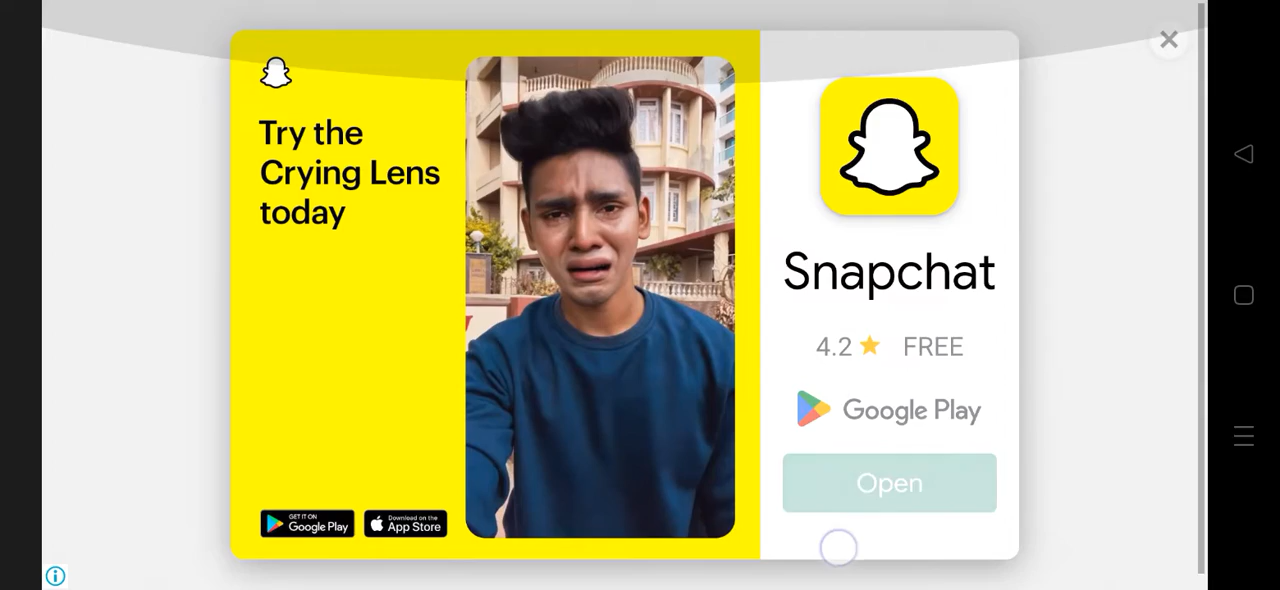 Try the
Crying Lens
today
GET IT ON
Google Play
Download on the
App Store
Snapchat
4.2 FREE
Google Play
Open